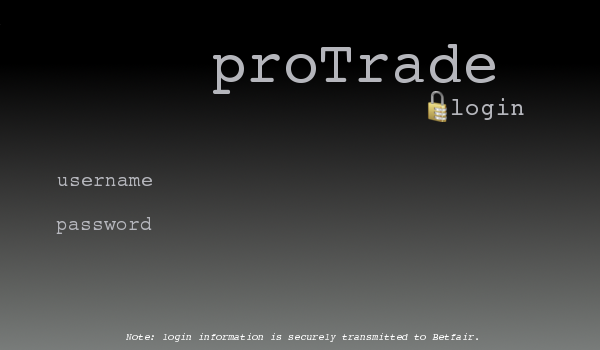 proTrade
login
username
password
Note: login information is securely transmitted to Betfair.